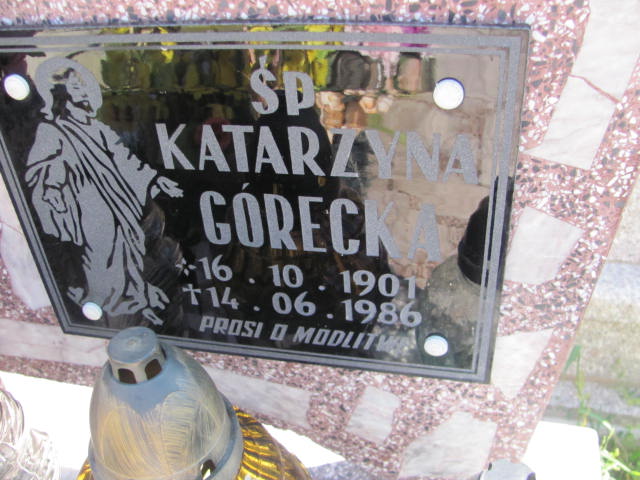 ŚP
KATARZYNA
GÓRECKA
* 16 . 10 . 1901
† 14 . 06 . 1986
PROSI O MODLITWĘ